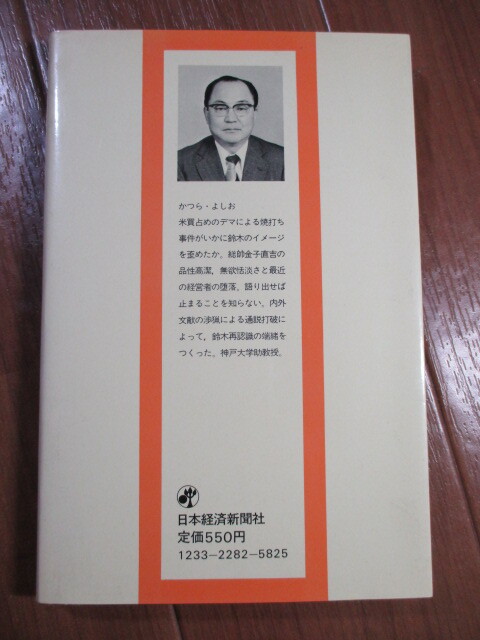 かつら・よしお
米買占めのデマによる焼打ち
事件がいかに鈴木のイメージ
を歪めたか。総師金子直吉の
品性高潔，無欲恬淡さと最近
の経営者の堕落。語り出せば
止まることを知らない。内外
文献の渉猟による通説打破に
よって，鈴木再認識の端緒を
つくった。神戸大学助教授。
日本経済新聞社
定価550円
1233-2282-5825